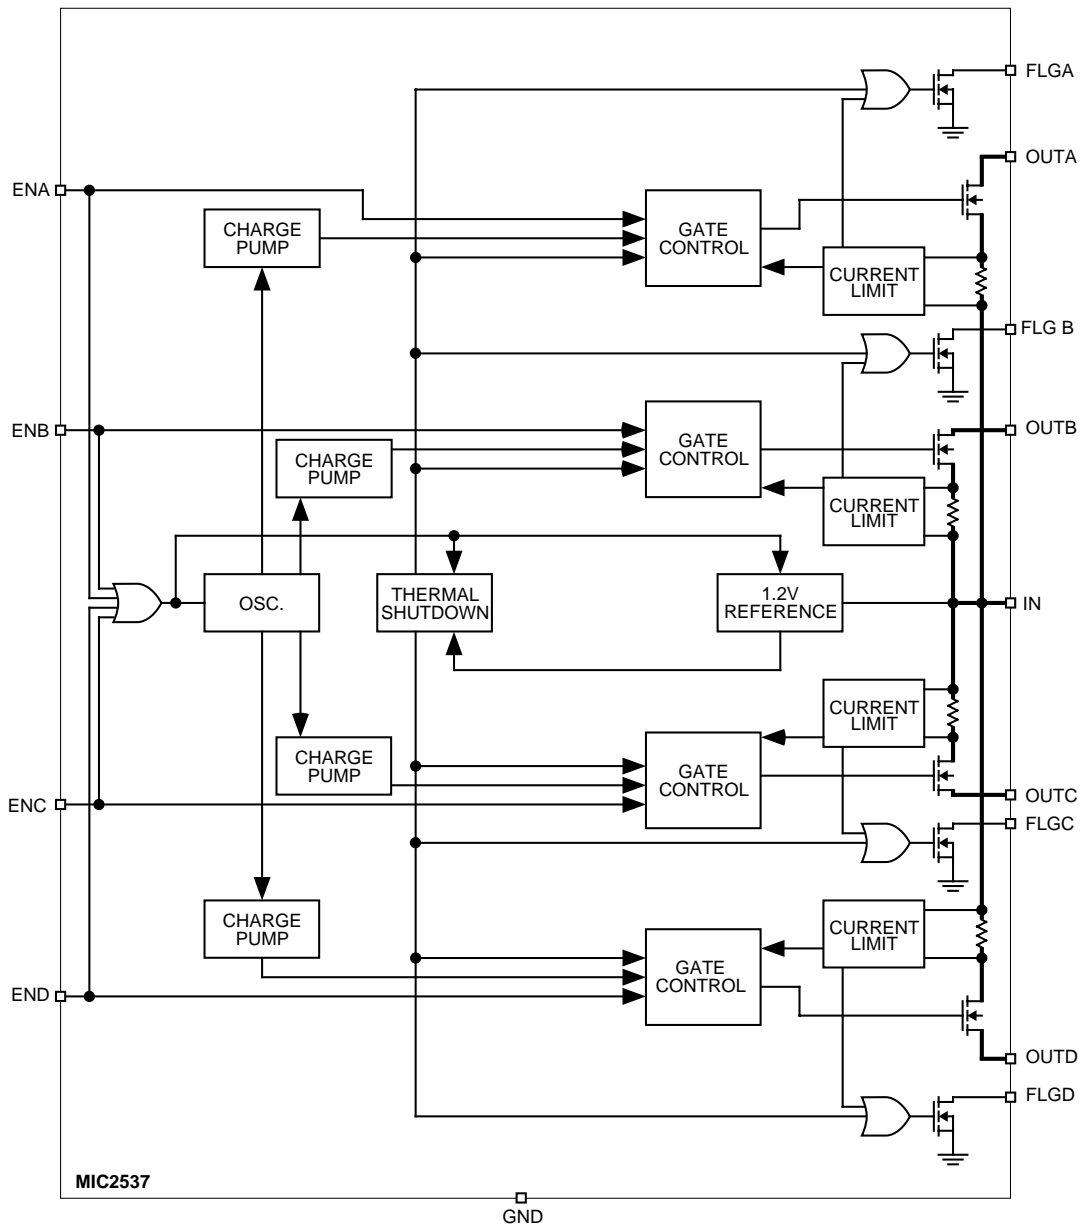 FLGA
OUTA
ENA
CHARGE
PUMP
GATE
CONTROL
CURRENT
LIMIT
FLG B
ENB
OUTB
GATE
CONTROL
CHARGE
PUMP
CURRENT
LIMIT
OSC.
THERMAL
SHUTDOWN
1.2V
REFERENCE
IN
CURRENT
LIMIT
CHARGE
PUMP
GATE
CONTROL
ENC
OUTC
FLGC
CHARGE
PUMP
CURRENT
LIMIT
GATE
CONTROL
END
OUTD
FLGD
MIC2537
GND